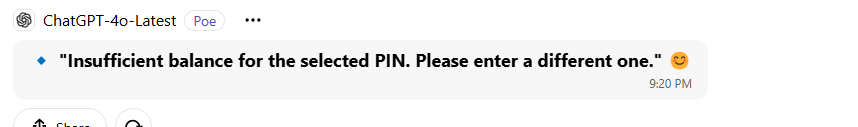 ChatGPT-4o-Latest Poe
🔹 "Insufficient balance for the selected PIN. Please enter a different one." 😊
9:20 PM
Share